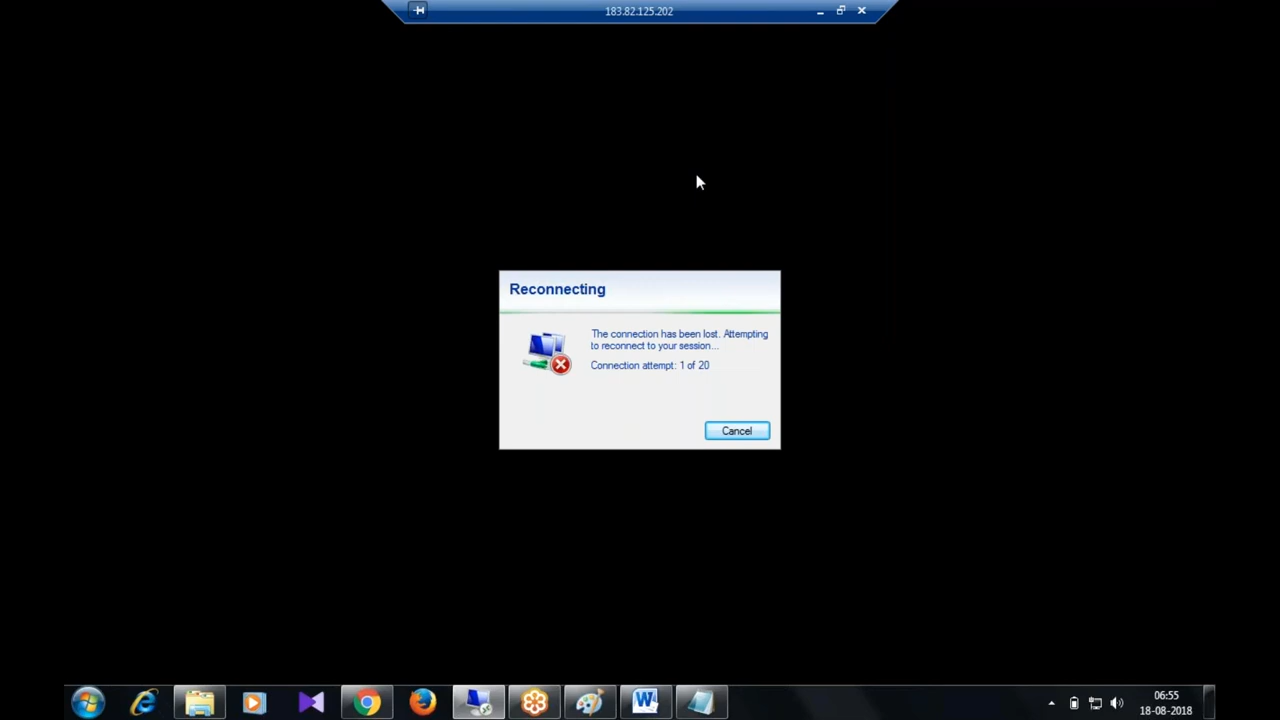 183.82.125.202
Reconnecting
The connection has been lost. Attempting
to reconnect to your session...
Connection attempt: 1 of 20
Cancel
06:55
18-08-2018